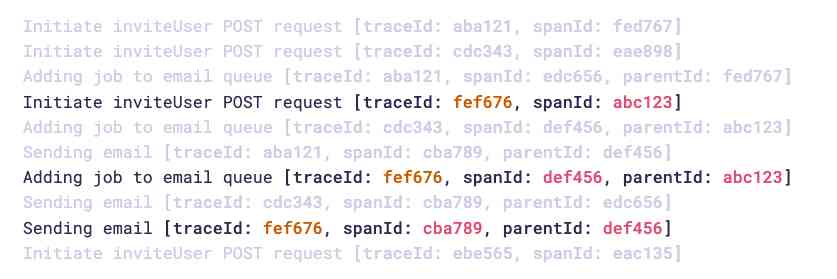 Initiate inviteUser POST request [traceId: aba121, spanId: fed767]
Initiate inviteUser POST request [traceId: cdc343, spanId: eae898]
Adding job to email queue [traceId: aba121, spanId: edc656, parentId: fed767]
Initiate inviteUser POST request [traceId: fef676, spanId: abc123]
Adding job to email queue [traceId: cdc343, spanId: def456, parentId: abc123]
Sending email [traceId: aba121, spanId: cba789, parentId: def456]
Adding job to email queue [traceId: fef676, spanId: def456, parentId: abc123]
Sending email [traceId: cdc343, spanId: cba789, parentId: edc656]
Sending email [traceId: fef676, spanId: cba789, parentId: def456]
Initiate inviteUser POST request [traceId: ebe565, spanId: eac135]